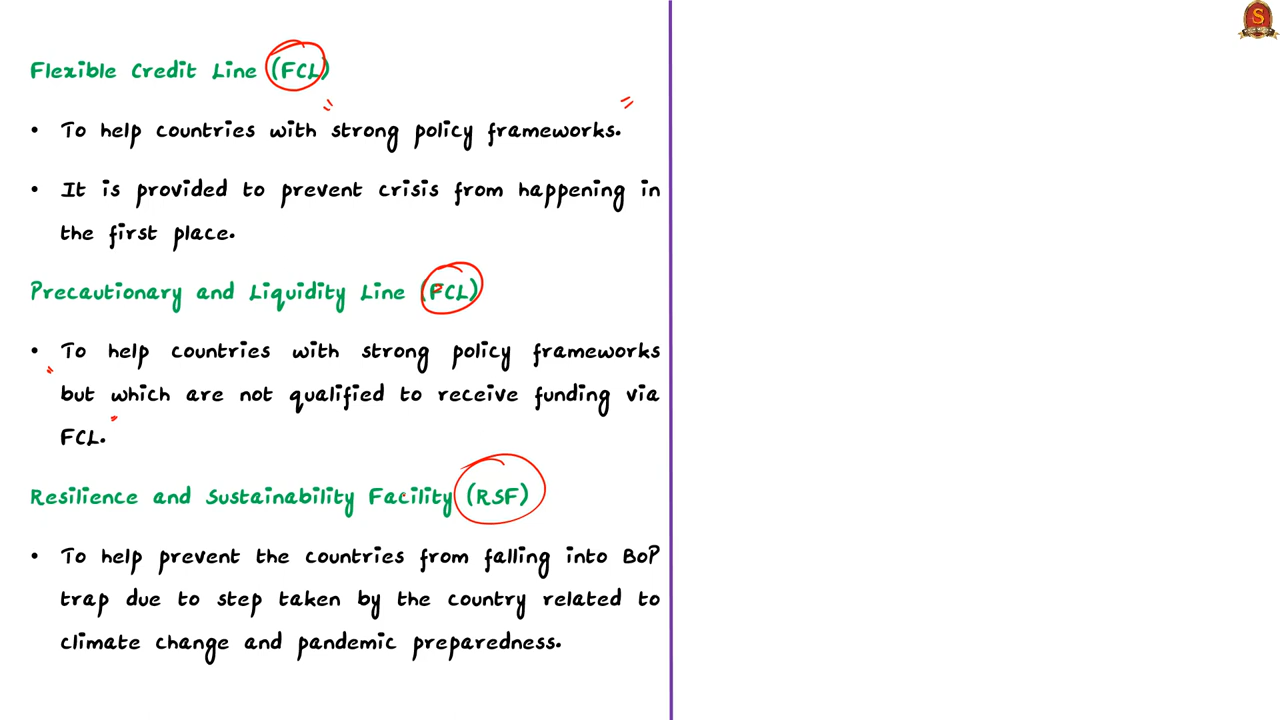 Flexible Credit Line (FCL)
• To help countries with strong policy frameworks.
• It is provided to prevent crisis from happening in
the first place.
Precautionary and Liquidity Line (FCL)
• To help countries with strong policy frameworks
but which are not qualified to receive funding via
FCL.
Resilience and Sustainability Facility (RSF)
• To help prevent the countries from falling into BoP
trap due to step taken by the country related to
climate change and pandemic preparedness.
S